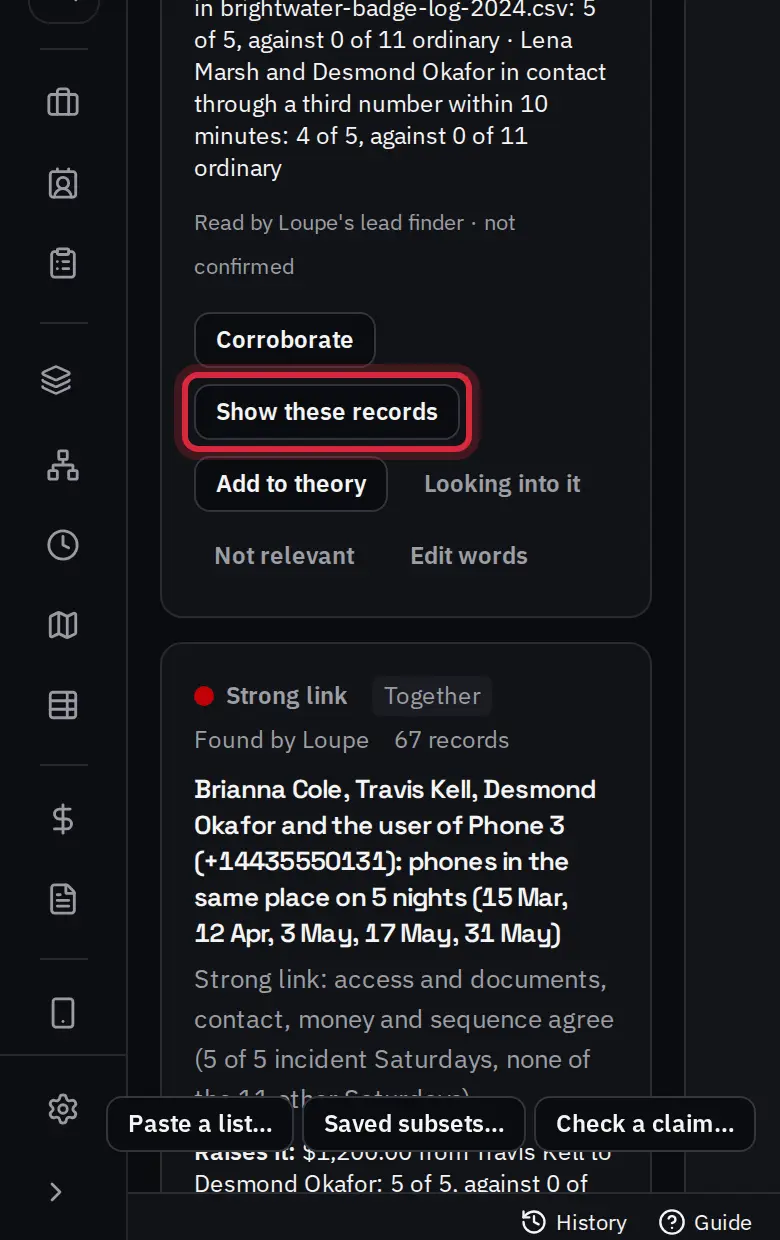 in brightwater-badge-log-2024.csv: 5
of 5, against 0 of 11 ordinary · Lena
Marsh and Desmond Okafor in contact
through a third number within 10
minutes: 4 of 5, against 0 of 11
ordinary
Read by Loupe's lead finder · not
confirmed
Corroborate
Show these records
Add to theory Looking into it
Not relevant Edit words
Strong link Together
Found by Loupe 67 records
Brianna Cole, Travis Kell, Desmond
Okafor and the user of Phone 3
(+14435550131): phones in the
same place on 5 nights (15 Mar,
12 Apr, 3 May, 17 May, 31 May)
Strong link: access and documents,
contact, money and sequence agree
(5 of 5 incident Saturdays, none of
the 11 other Saturdays)
Paste a list... Saved subsets... Check a claim...
Raises it: $1,200.00 from Travis Kell to
Desmond Okafor: 5 of 5, against 0 of
History Guide